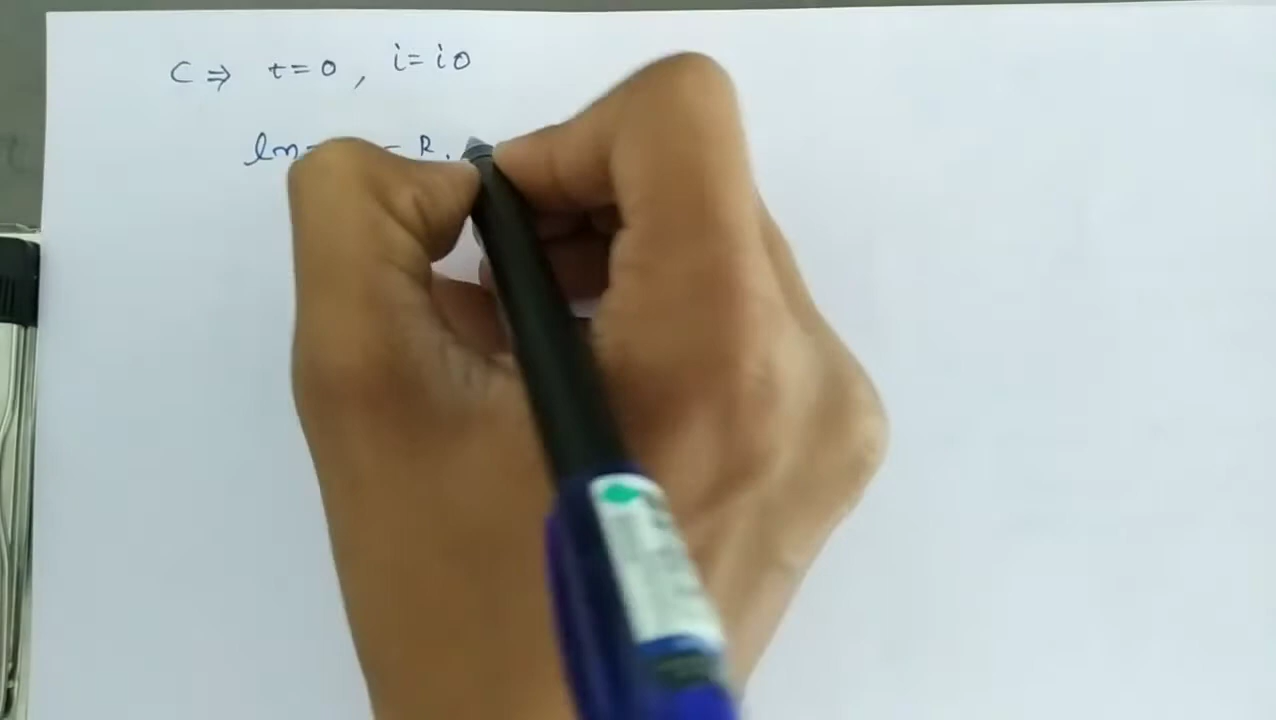 C ⇒ t = 0 , i = i0
ln - R.